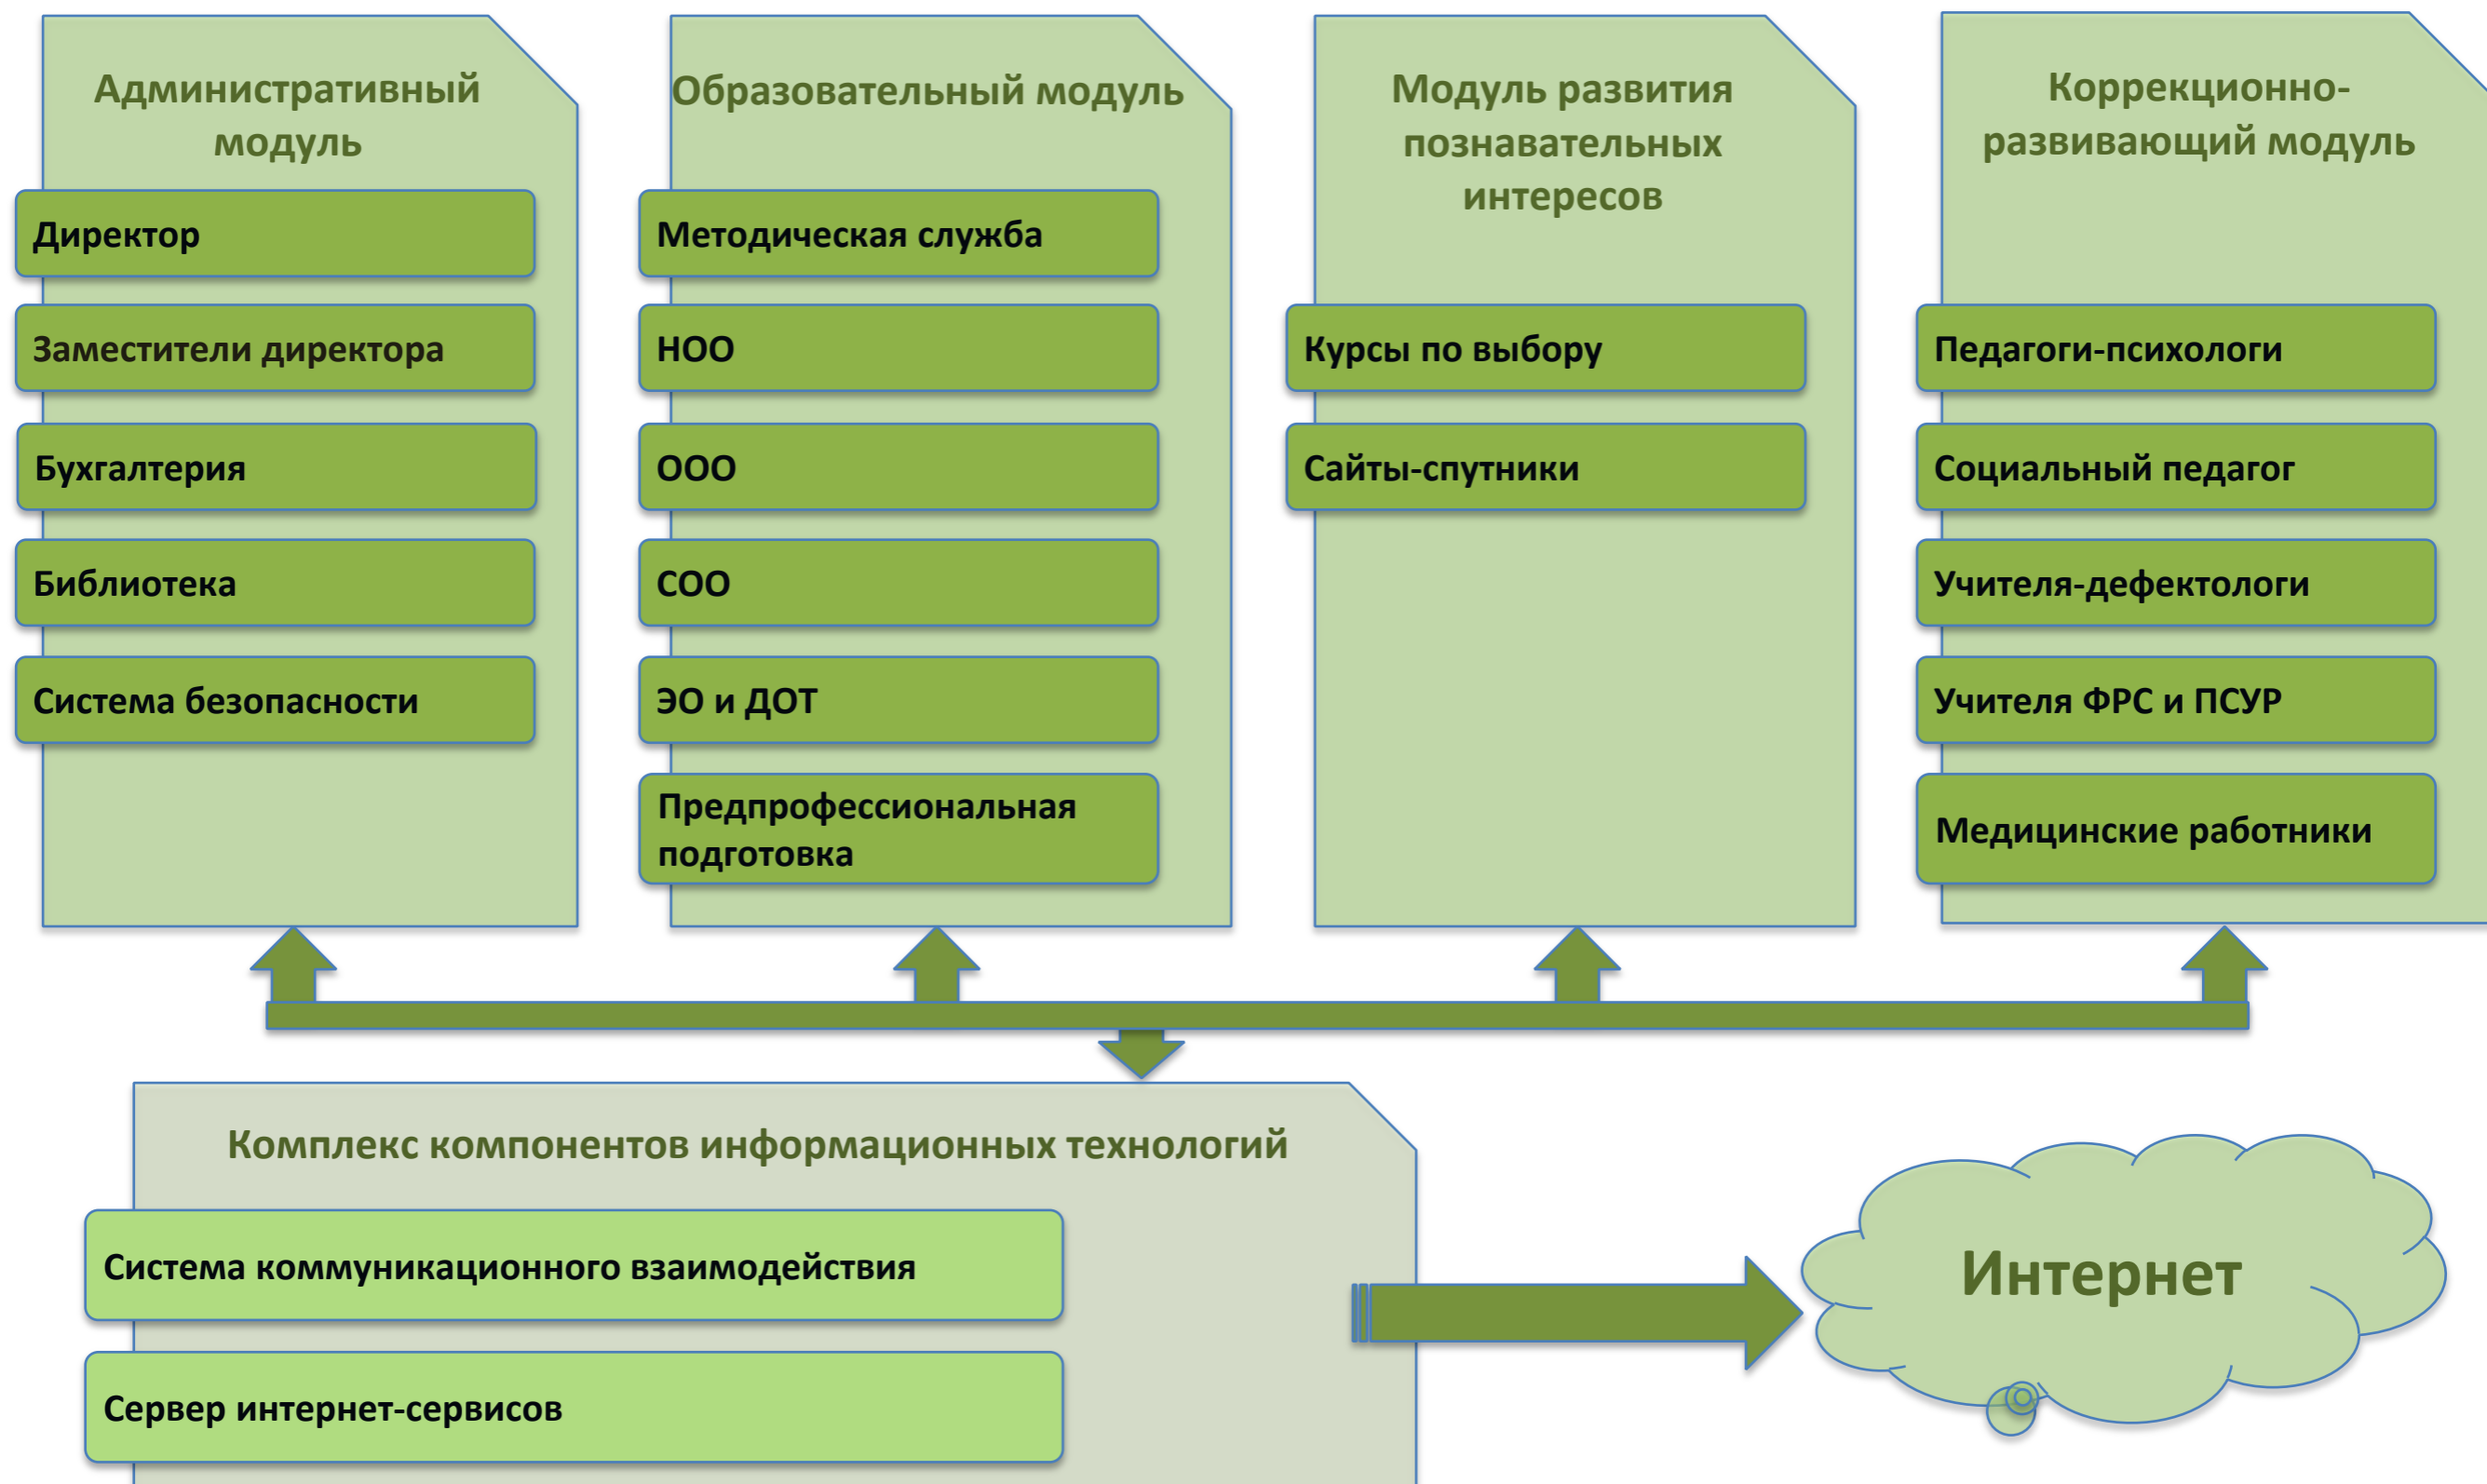 Административный
модуль
Директор
Заместители директора
Бухгалтерия
Библиотека
Система безопасности
Образовательный модуль
Методическая служба
НОО
ООО
СОО
ЭО и ДОТ
Предпрофессиональная
подготовка
Модуль развития
познавательных
интересов
Курсы по выбору
Сайты-спутники
Коррекционно-
развивающий модуль
Педагоги-психологи
Социальный педагог
Учителя-дефектологи
Учителя ФРС и ПСУР
Медицинские работники
Комплекс компонентов информационных технологий
Система коммуникационного взаимодействия
Сервер интернет-сервисов
Интернет